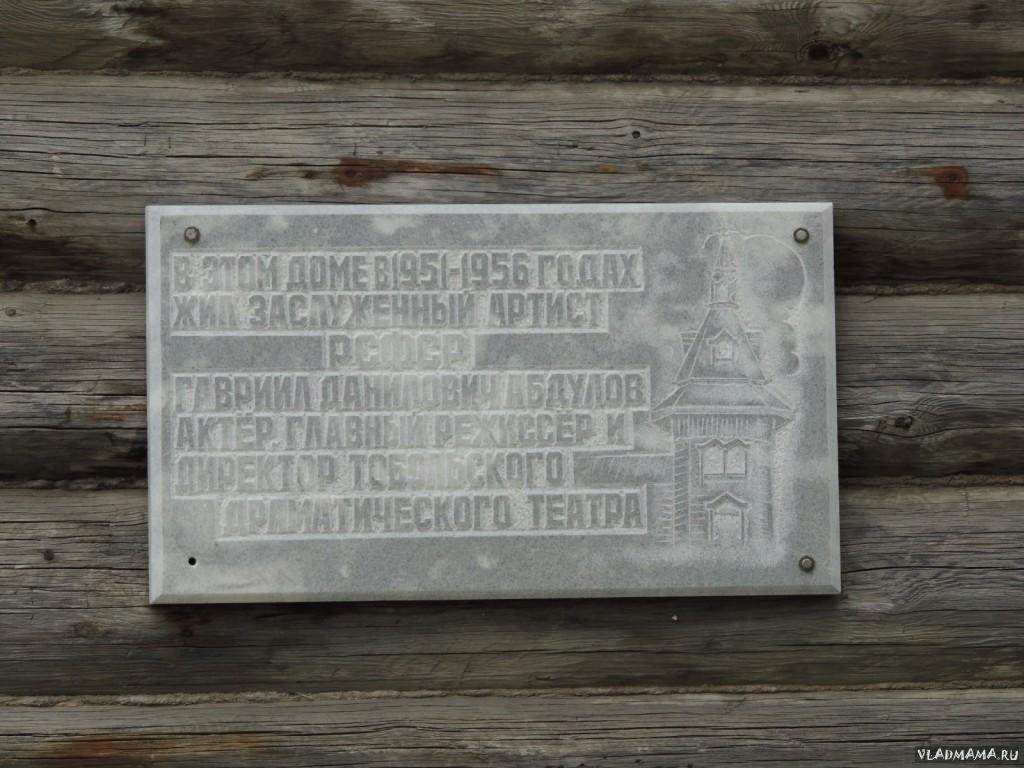 В ЭТОМ ДОМЕ В 1951-1956 ГОДАХ
ЖИЛ ЗАСЛУЖЕННЫЙ АРТИСТ
РСФСР
ГАВРИИЛ ДАНИЛОВИЧ АБДУЛОВ
АКТЁР, ГЛАВНЫЙ РЕЖИССЁР И
ДИРЕКТОР ТОБОЛЬСКОГО
ДРАМАТИЧЕСКОГО ТЕАТРА
VLADMAMA.RU